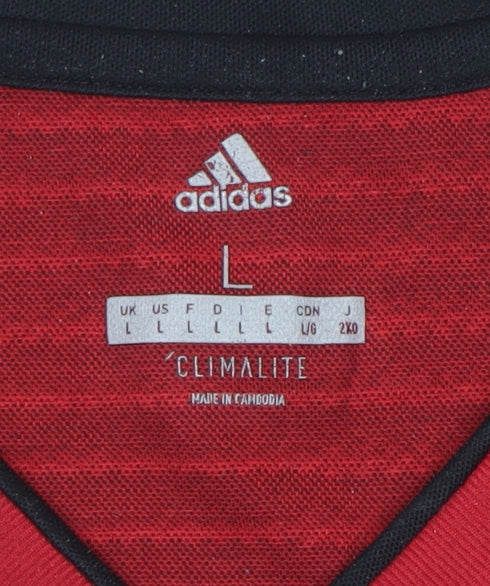 adidas
L
UK US F D I E CDN J
L L L L L L L/G 2XO
CLIMALITE
MADE IN CAMBODIA